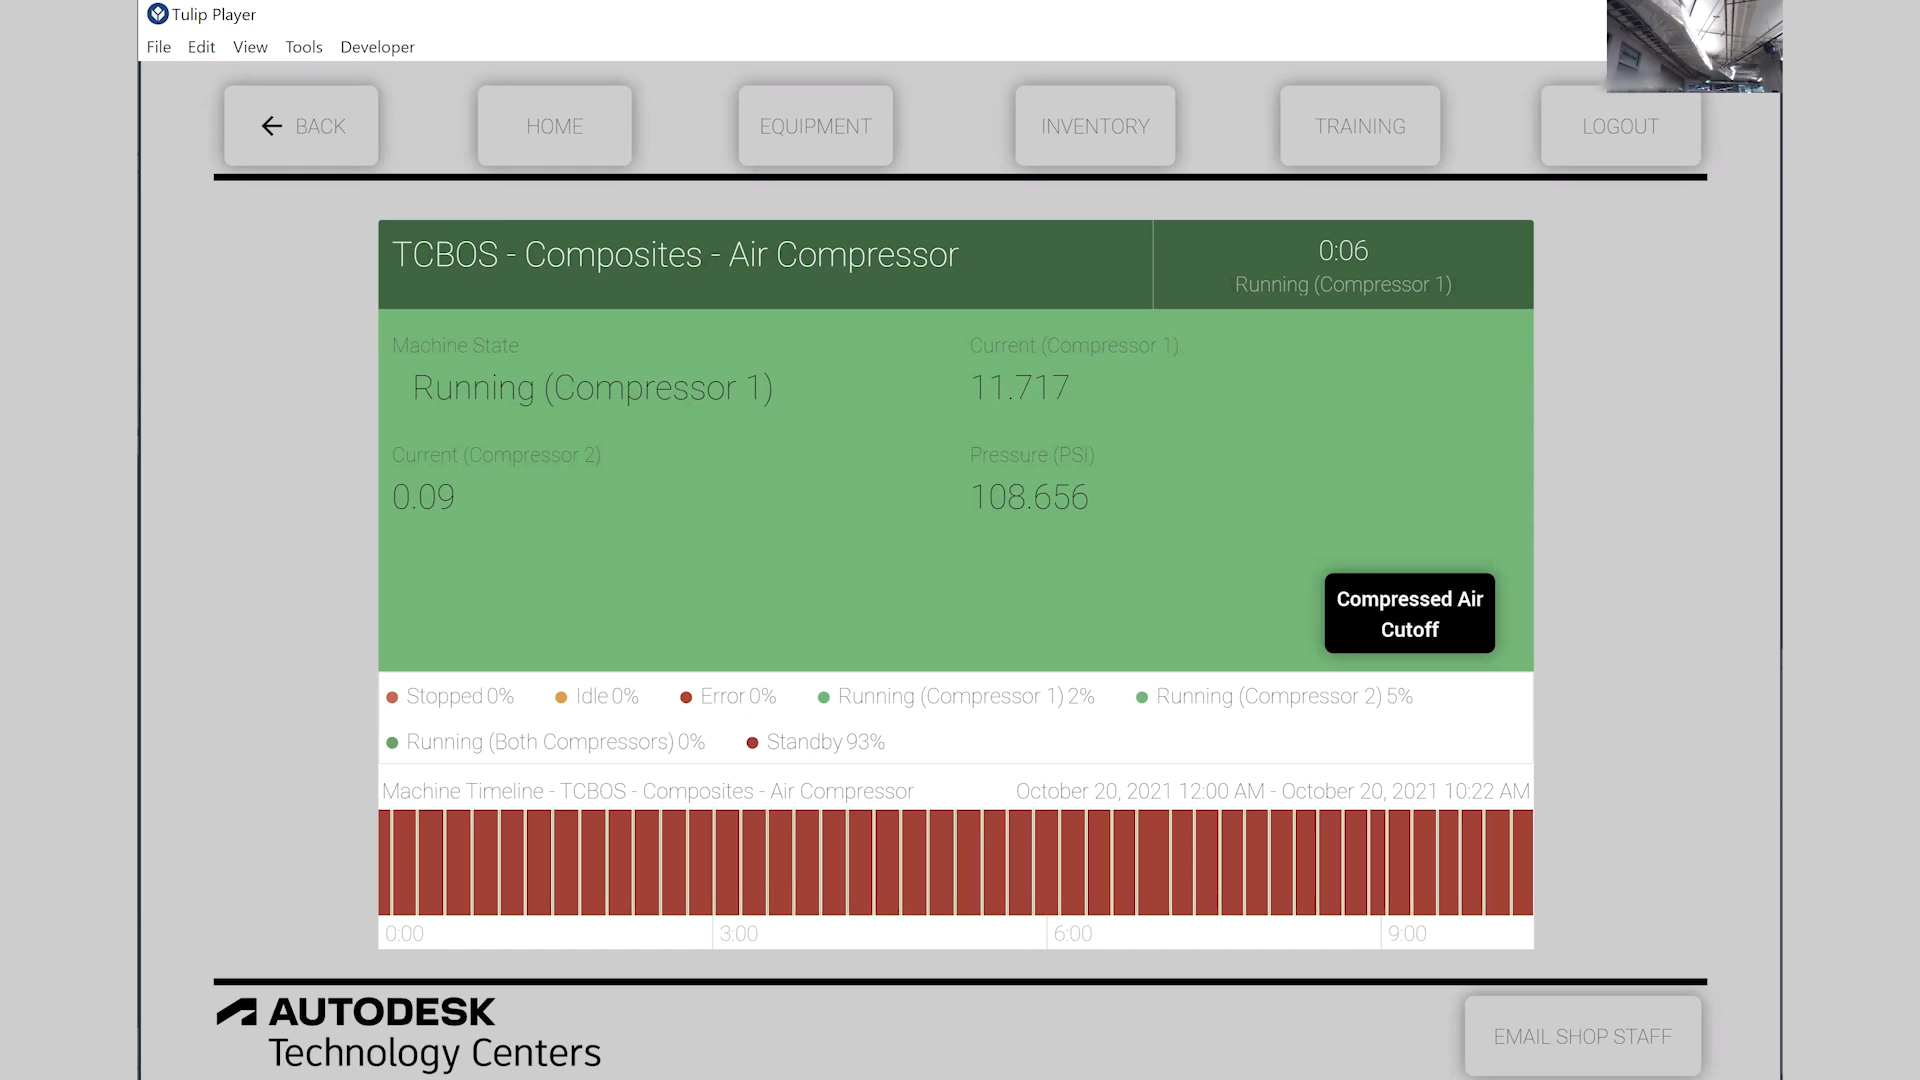 Tulip Player
File Edit View Tools Developer
BACK HOME EQUIPMENT INVENTORY TRAINING LOGOUT
TCBOS - Composites - Air Compressor
0:06
Running (Compressor 1)
Machine State
Running (Compressor 1)
Current (Compressor 1)
11.717
Current (Compressor 2)
0.09
Pressure (PSI)
108.656
Compressed Air
Cutoff
Stopped 0% Idle 0% Error 0% Running (Compressor 1) 2% Running (Compressor 2) 5%
Running (Both Compressors) 0% Standby 93%
Machine Timeline - TCBOS - Composites - Air Compressor October 20, 2021 12:00 AM - October 20, 2021 10:22 AM
0:00 3:00 6:00 9:00
AUTODESK
Technology Centers
EMAIL SHOP STAFF